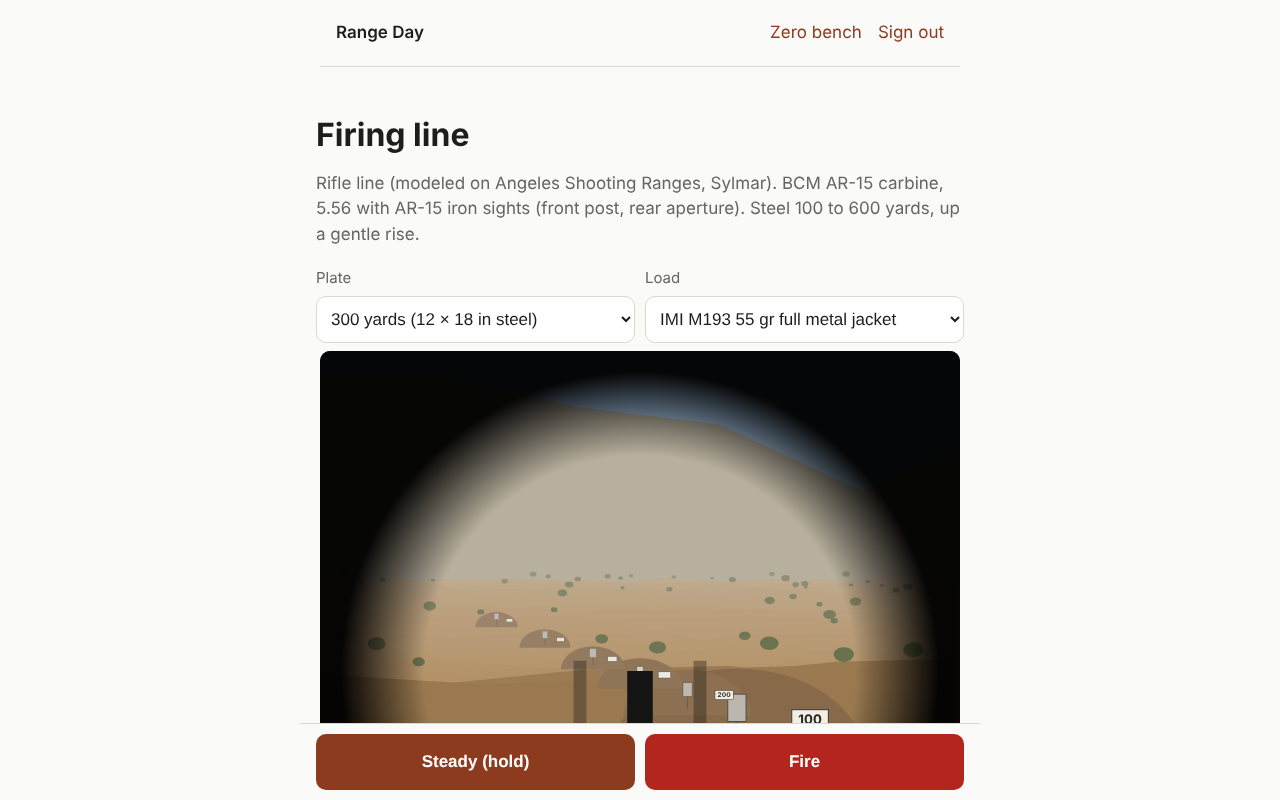 Range Day
Zero bench
Sign out
Firing line
Rifle line (modeled on Angeles Shooting Ranges, Sylmar). BCM AR-15 carbine,
5.56 with AR-15 iron sights (front post, rear aperture). Steel 100 to 600 yards, up
a gentle rise.
Plate
Load
300 yards (12 × 18 in steel)
IMI M193 55 gr full metal jacket
200
100
Steady (hold)
Fire